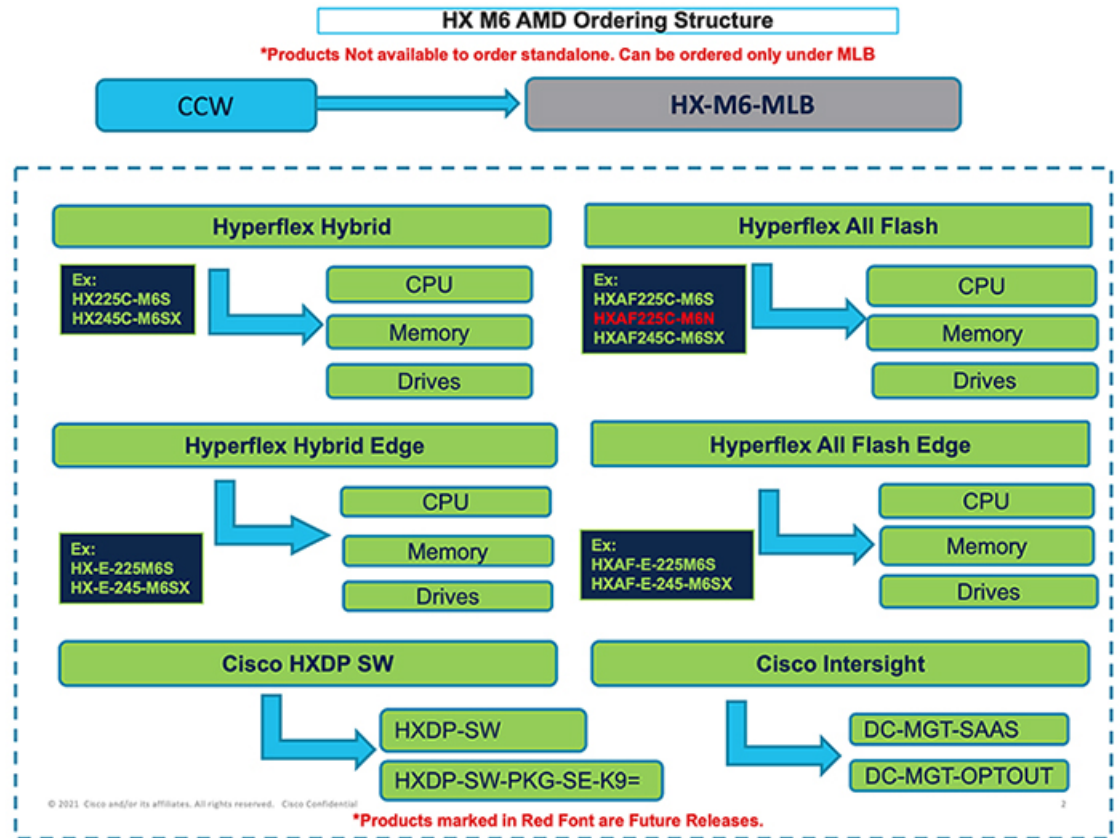 HX M6 AMD Ordering Structure
*Products Not available to order standalone. Can be ordered only under MLB
CCW
HX-M6-MLB
Hyperflex Hybrid
Ex:
HX225C-M6S
HX245C-M6SX
CPU
Memory
Drives
Hyperflex All Flash
Ex:
HXAF225C-M6S
HXAF225C-M6N
HXAF245C-M6SX
CPU
Memory
Drives
Hyperflex Hybrid Edge
Ex:
HX-E-225M6S
HX-E-245-M6SX
CPU
Memory
Drives
Hyperflex All Flash Edge
Ex:
HXAF-E-225M6S
HXAF-E-245-M6SX
CPU
Memory
Drives
Cisco HXDP SW
HXDP-SW
HXDP-SW-PKG-SE-K9=
Cisco Intersight
DC-MGT-SAAS
DC-MGT-OPTOUT
© 2021 Cisco and/or its affiliates. All rights reserved. Cisco Confidential
2
*Products marked in Red Font are Future Releases.